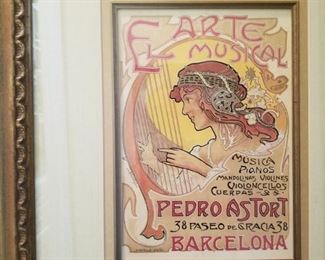 EL ARTE
MUSICAL
MUSICA
PIANOS
MANDOLINAS, VIOLINES
VIOLONCELLOS
CUERDAS
PEDRO ASTORT
38 PASEO DE GRACIA 38
BARCELONA